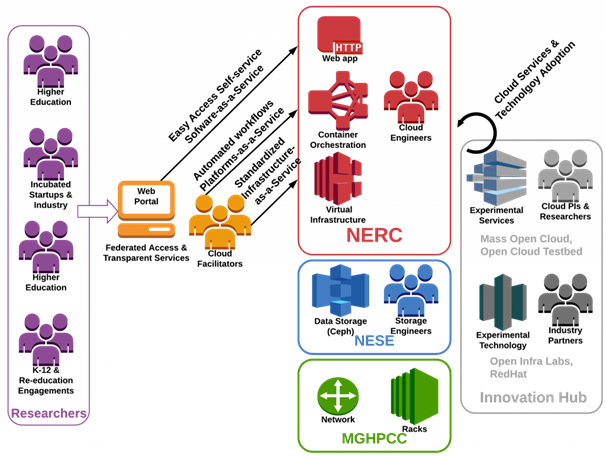 Higher
Education
Incubated
Startups &
Industry
Higher
Education
K-12 &
Re-education
Engagements
Researchers
Web
Portal
Federated Access &
Transparent Services
Cloud
Facilitators
Easy Access Self-service
Sofware-as-a-Service
Automated workflows
Platforms-as-a-Service
Standardized
Infrastructure-
as-a-Service
HTTP
Web app
Container
Orchestration
Cloud
Engineers
Virtual
Infrastructure
NERC
Data Storage
(Ceph)
Storage
Engineers
NESE
Network
Racks
MGHPCC
Cloud Services &
Technolgoy Adoption
Experimental
Services
Cloud PIs &
Researchers
Mass Open Cloud,
Open Cloud Testbed
Experimental
Technology
Industry
Partners
Open Infra Labs,
RedHat
Innovation Hub